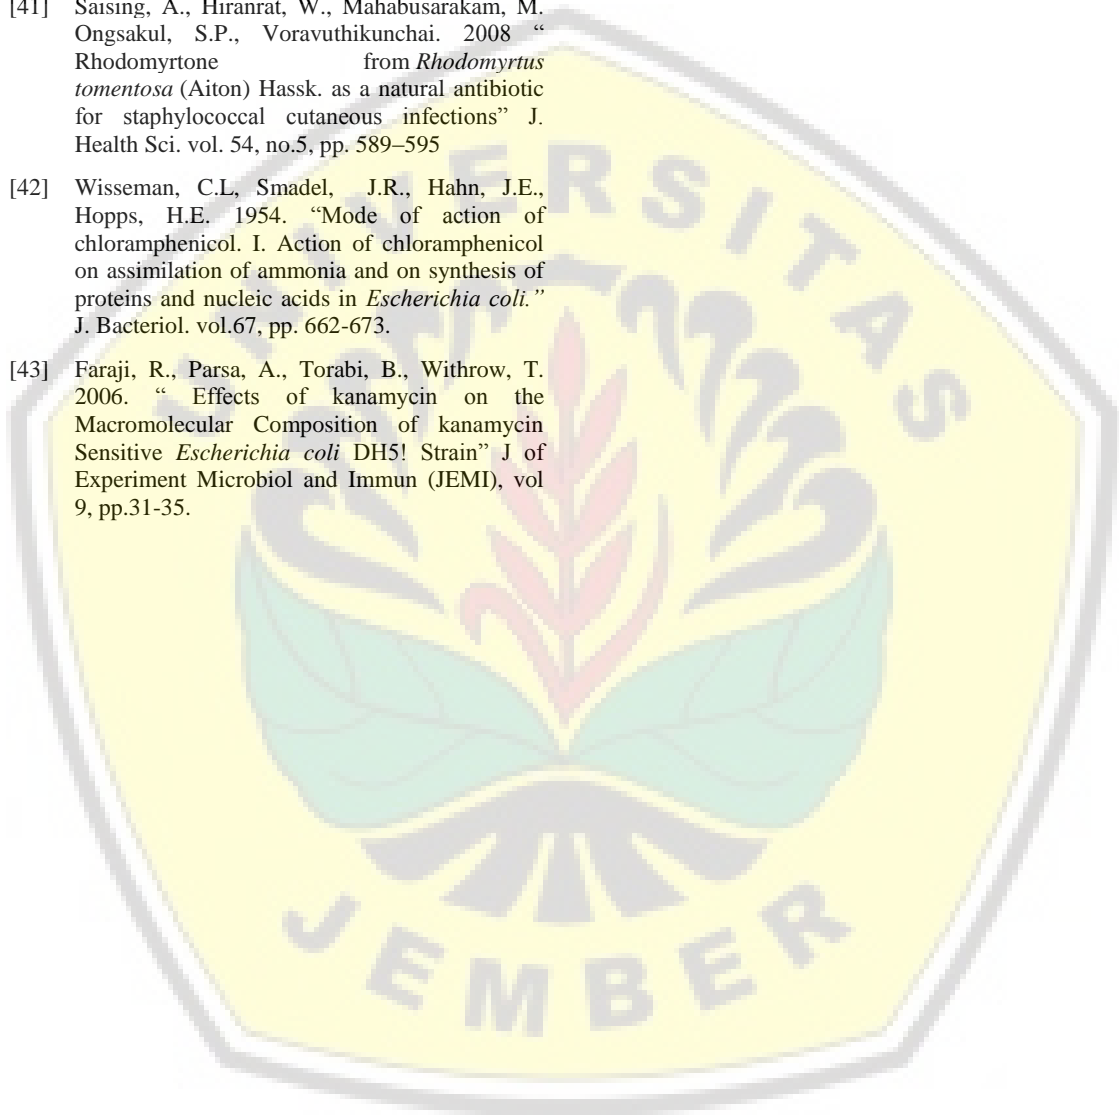 [41] Saising, A., Hiranrat, W., Mahabusarakam, M.
Ongsakul, S.P., Voravuthikunchai. 2008 “
Rhodomyrtone from Rhodomyrtus
tomentosa (Aiton) Hassk. as a natural antibiotic
for staphylococcal cutaneous infections” J.
Health Sci. vol. 54, no.5, pp. 589–595
[42] Wisseman, C.L, Smadel, J.R., Hahn, J.E.,
Hopps, H.E. 1954. “Mode of action of
chloramphenicol. I. Action of chloramphenicol
on assimilation of ammonia and on synthesis of
proteins and nucleic acids in Escherichia coli.”
J. Bacteriol. vol.67, pp. 662-673.
[43] Faraji, R., Parsa, A., Torabi, B., Withrow, T.
2006. “ Effects of kanamycin on the
Macromolecular Composition of kanamycin
Sensitive Escherichia coli DH5! Strain” J of
Experiment Microbiol and Immun (JEMI), vol
9, pp.31-35.
UNIVERSITAS
JEMBER